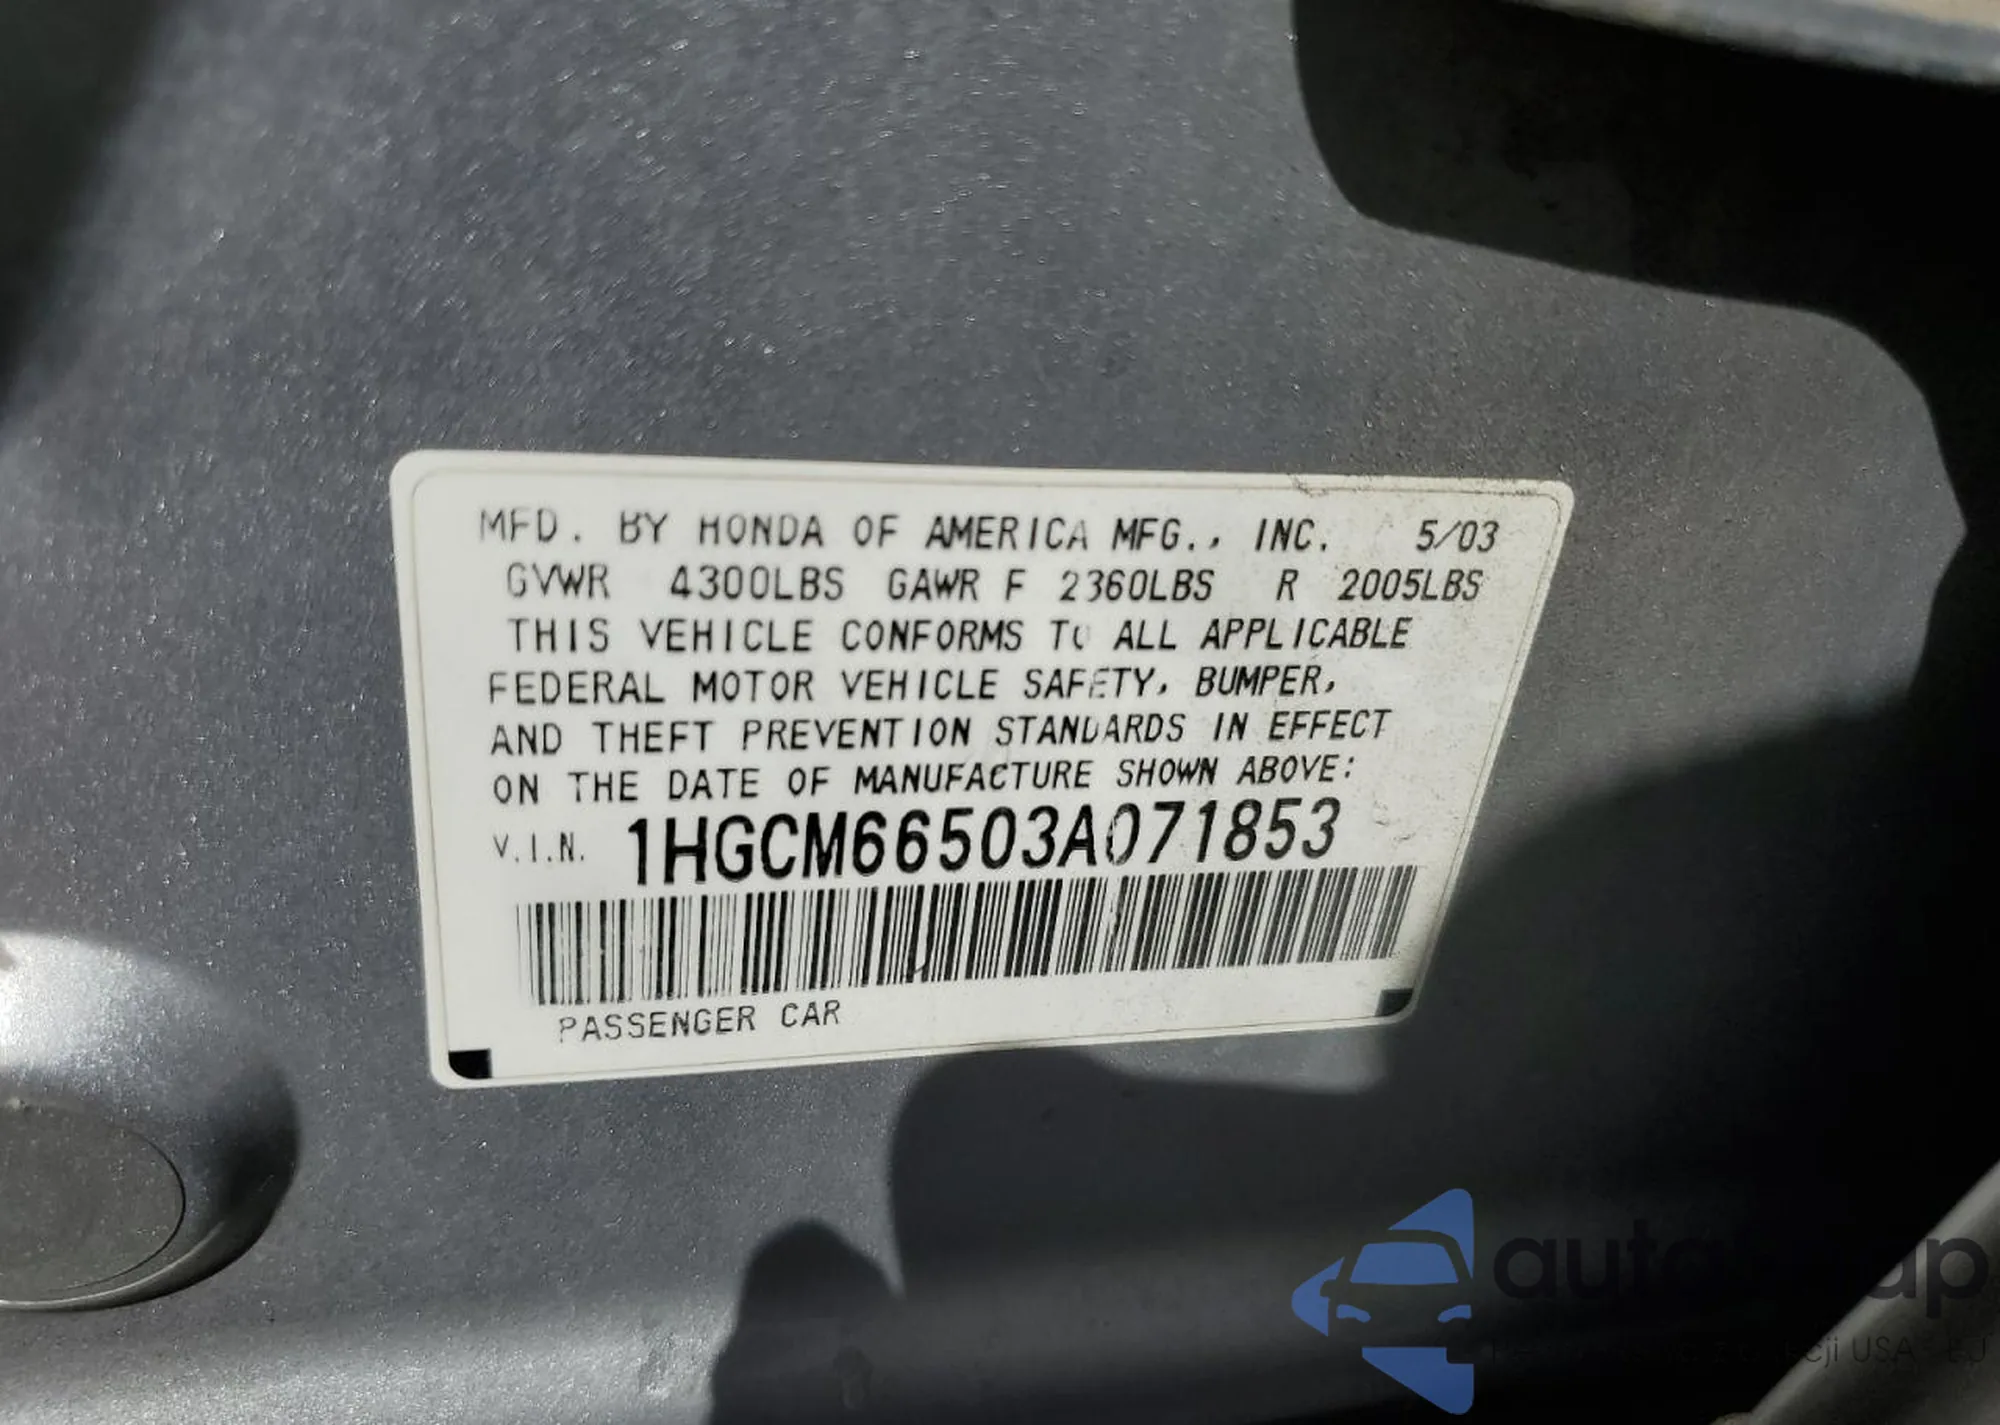 MFD. BY HONDA OF AMERICA MFG., INC. 5/03
GVWR 4300LBS GAWR F 2360LBS R 2005LBS
THIS VEHICLE CONFORMS TO ALL APPLICABLE
FEDERAL MOTOR VEHICLE SAFETY, BUMPER,
AND THEFT PREVENTION STANDARDS IN EFFECT
ON THE DATE OF MANUFACTURE SHOWN ABOVE:
V.I.N. 1HGCM66503A071853
PASSENGER CAR
USA